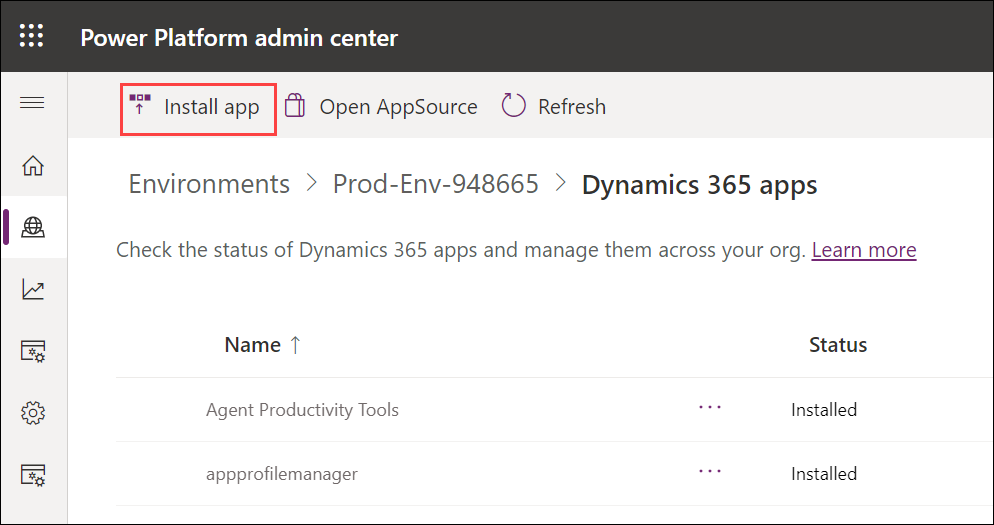 Power Platform admin center
Install app Open AppSource Refresh
Environments > Prod-Env-948665 > Dynamics 365 apps
Check the status of Dynamics 365 apps and manage them across your org. Learn more
Name ↑ Status
Agent Productivity Tools ... Installed
appprofilemanager ... Installed